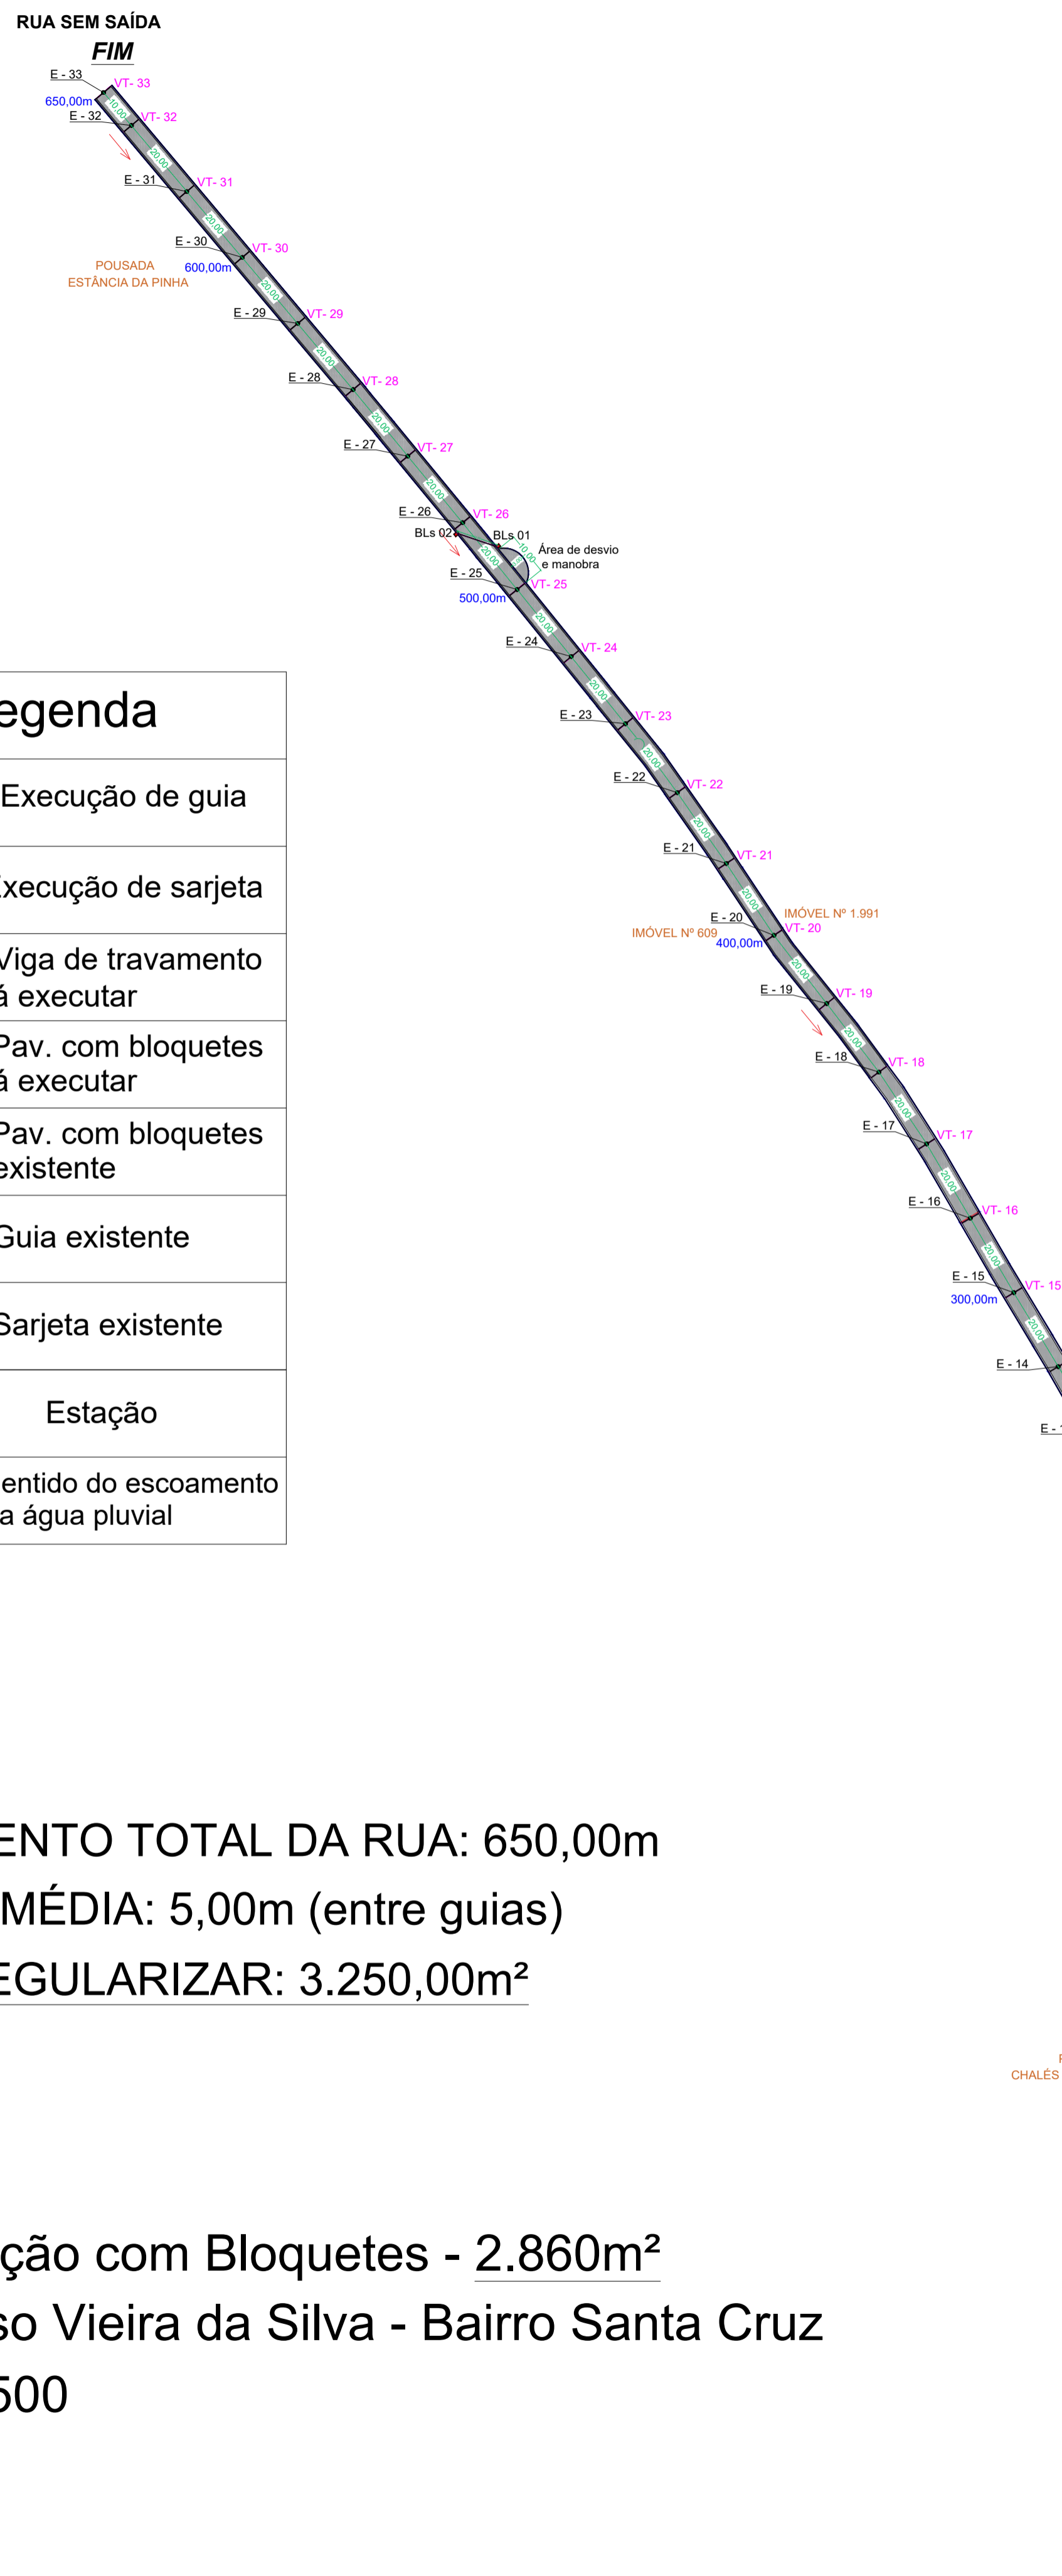 RUA SEM SAÍDA
FIM
E - 33
VT- 33
650,00m
10,00
E - 32
VT- 32
20,00
E - 31
VT- 31
20,00
E - 30
VT- 30
POUSADA
ESTÂNCIA DA PINHA
600,00m
20,00
E - 29
VT- 29
20,00
E - 28
VT- 28
20,00
E - 27
VT- 27
20,00
E - 26
VT- 26
BLs 02
BLs 01
10,00
20,00
Área de desvio
e manobra
E - 25
VT- 25
500,00m
20,00
E - 24
VT- 24
20,00
E - 23
VT- 23
20,00
E - 22
VT- 22
20,00
E - 21
VT- 21
20,00
IMÓVEL Nº 1.991
E - 20
VT- 20
IMÓVEL Nº 609
400,00m
20,00
E - 19
VT- 19
20,00
E - 18
VT- 18
20,00
E - 17
VT- 17
20,00
E - 16
VT- 16
20,00
E - 15
VT- 15
300,00m
20,00
E - 14
E - 1
egenda
Execução de guia
xecução de sarjeta
Viga de travamento
á executar
Pav. com bloquetes
á executar
Pav. com bloquetes
existente
Guia existente
Sarjeta existente
Estação
entido do escoamento
a água pluvial
ENTO TOTAL DA RUA: 650,00m
MÉDIA: 5,00m (entre guias)
EGULARIZAR: 3.250,00m²
CHALÉS
ção com Bloquetes - 2.860m²
so Vieira da Silva - Bairro Santa Cruz
500